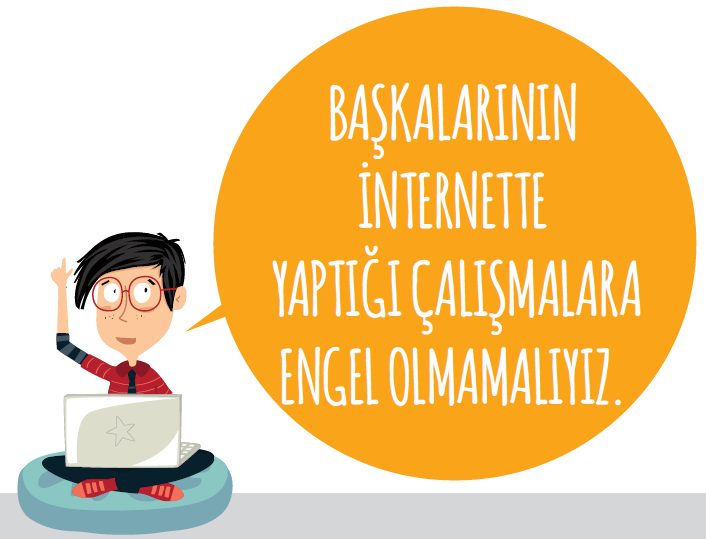 BAŞKALARININ
İNTERNETTE
YAPTIĞI ÇALIŞMALARA
ENGEL OLMAMALIYIZ.